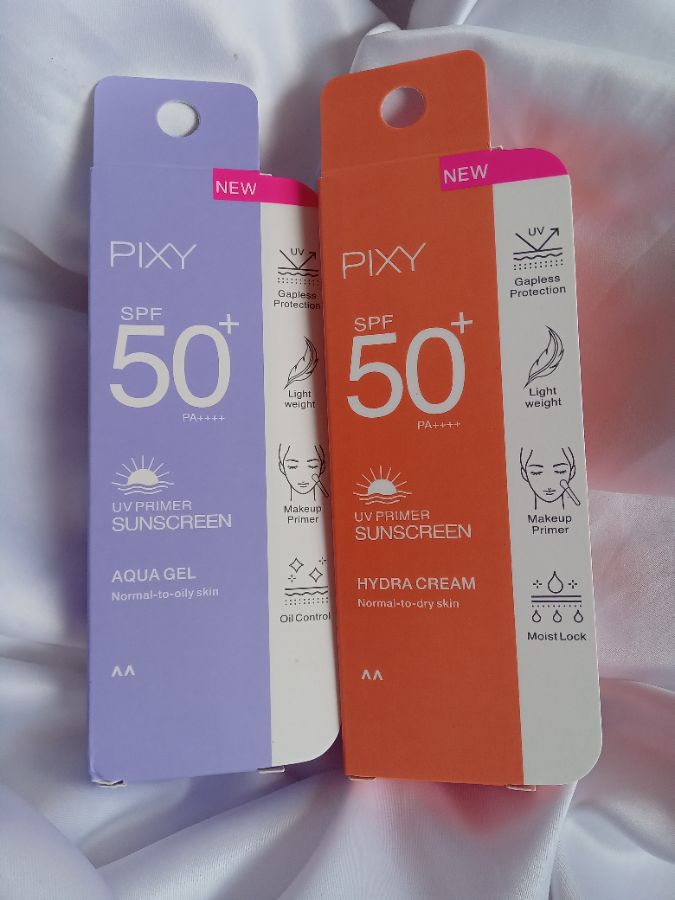 NEW
PIXY
SPF
50+
PA++++
UV PRIMER
SUNSCREEN
AQUA GEL
Normal-to-oily skin
UV
Gapless
Protection
Light
weight
Makeup
Primer
Oil Control
NEW
PIXY
SPF
50+
PA++++
UV PRIMER
SUNSCREEN
HYDRA CREAM
Normal-to-dry skin
UV
Gapless
Protection
Light
weight
Makeup
Primer
Moist Lock